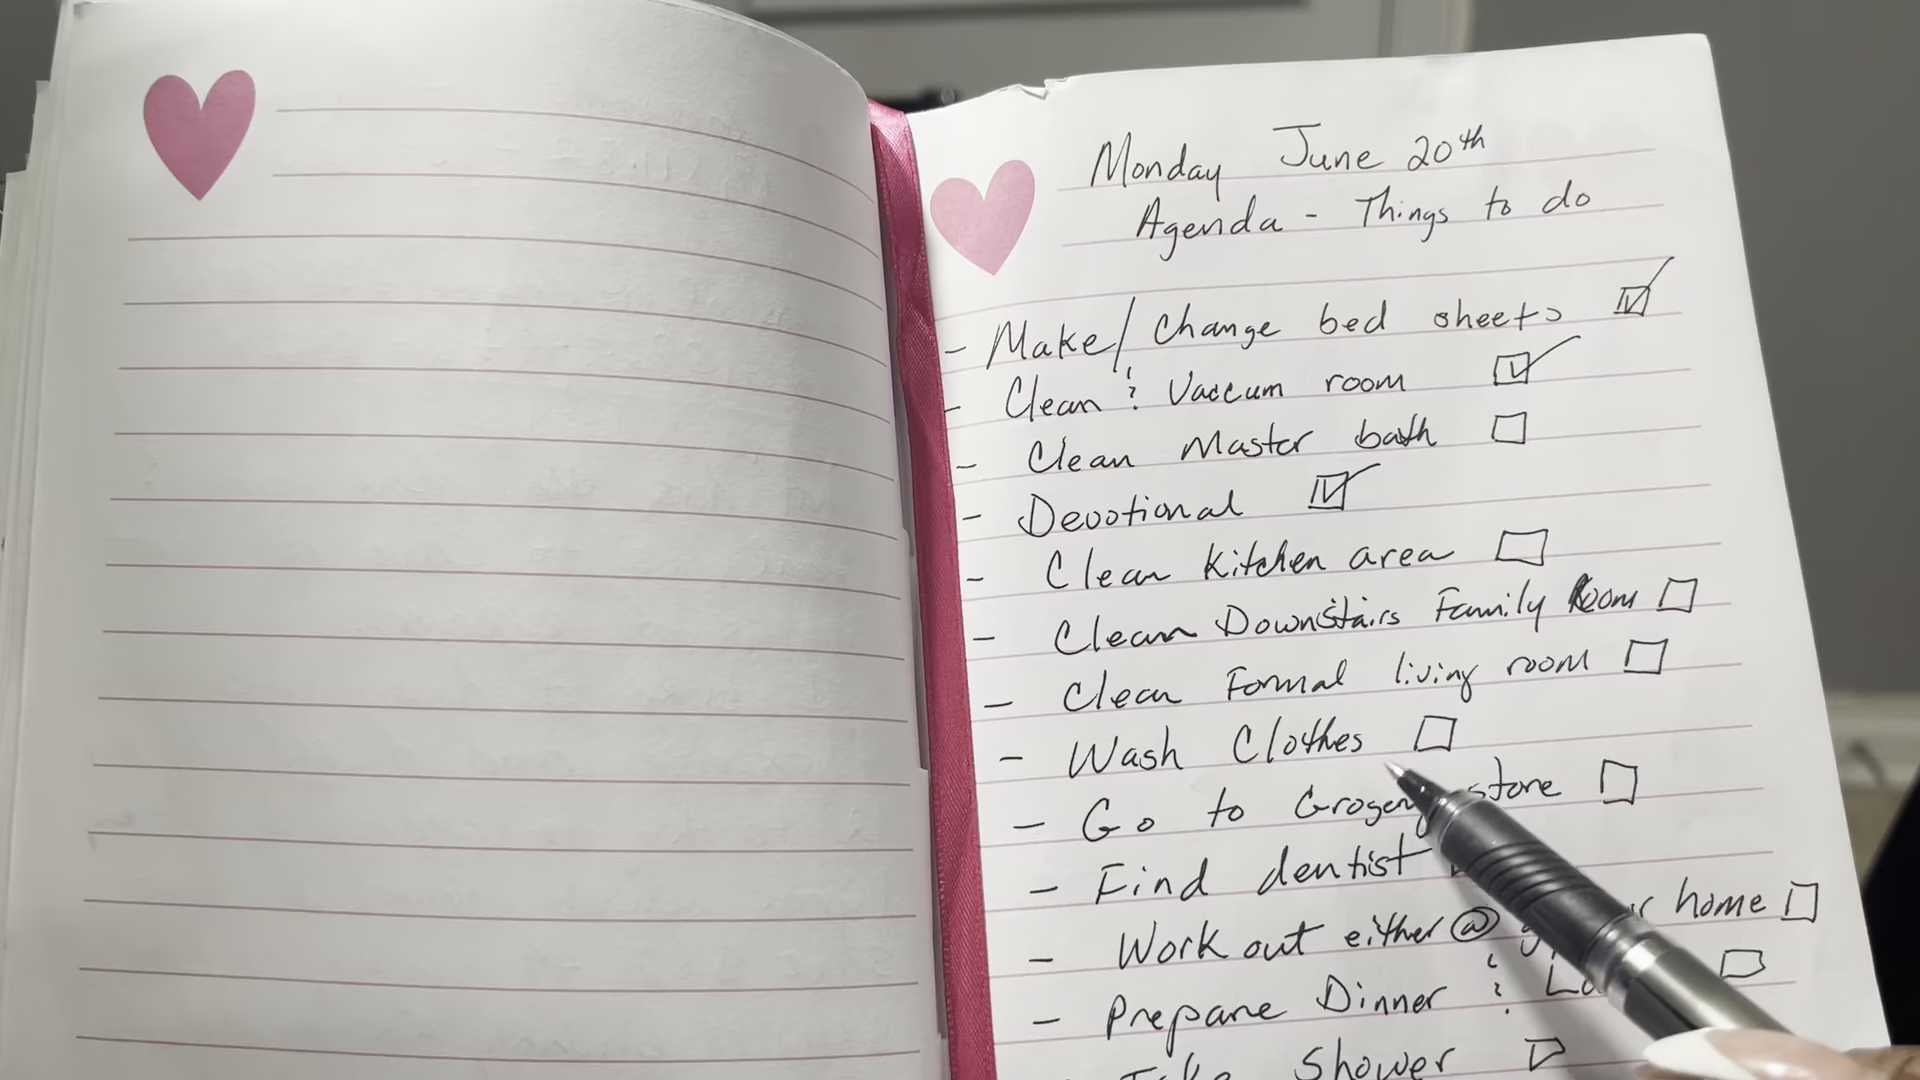 Monday June 20th
Agenda - Things to do
- Make/Change bed sheets ☑
- Clean & Vaccum room ☑
- Clean Master bath ☐
- Devotional ☑
- Clean Kitchen area ☐
- Clean Downstairs Family Room ☐
- Clean Formal living room ☐
- Wash Clothes ☐
- Go to Grocery store ☐
- Find dentist
- Work out either @ home ☐
- Prepare Dinner & ☐
Shower ☐